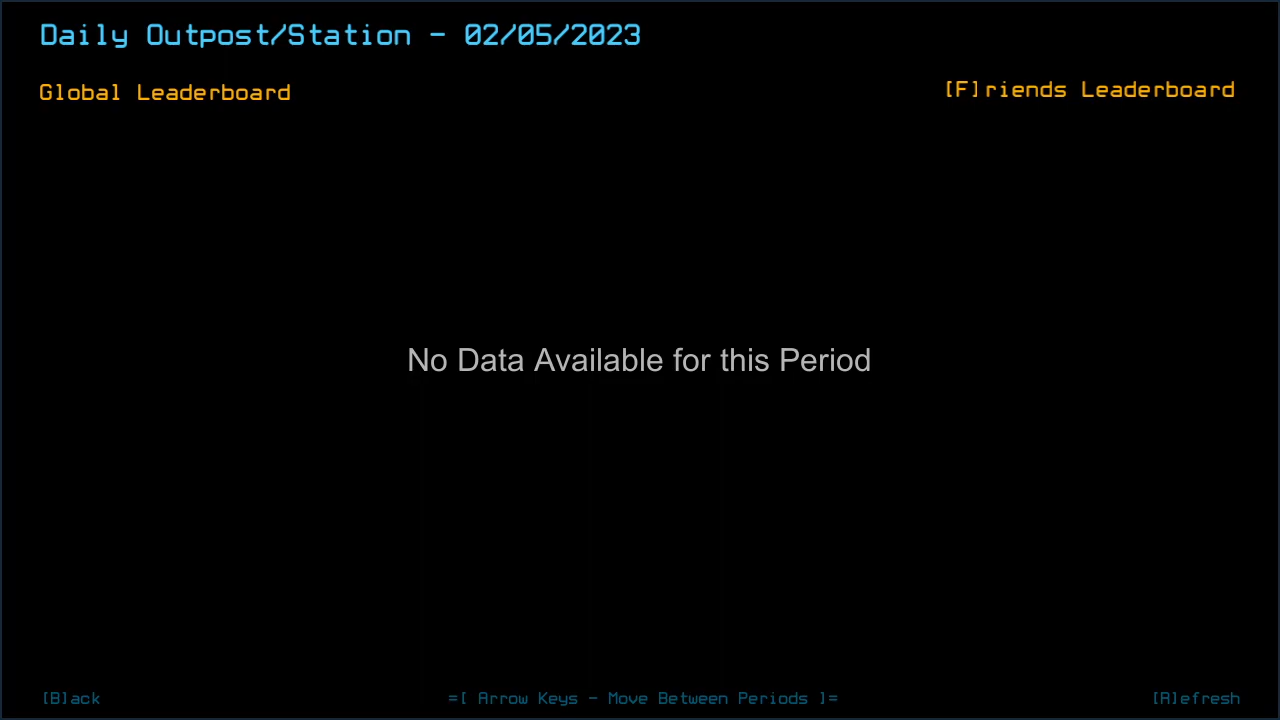 Daily Outpost/Station - 02/05/2023
Global Leaderboard
[F]riends Leaderboard
No Data Available for this Period
[B]ack
=[ Arrow Keys - Move Between Periods ]=
[R]efresh